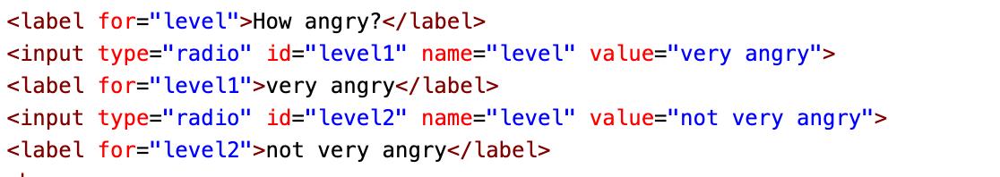 <label for="level">How angry?</label>
<input type="radio" id="level1" name="level" value="very angry">
<label for="level1">very angry</label>
<input type="radio" id="level2" name="level" value="not very angry">
<label for="level2">not very angry</label>